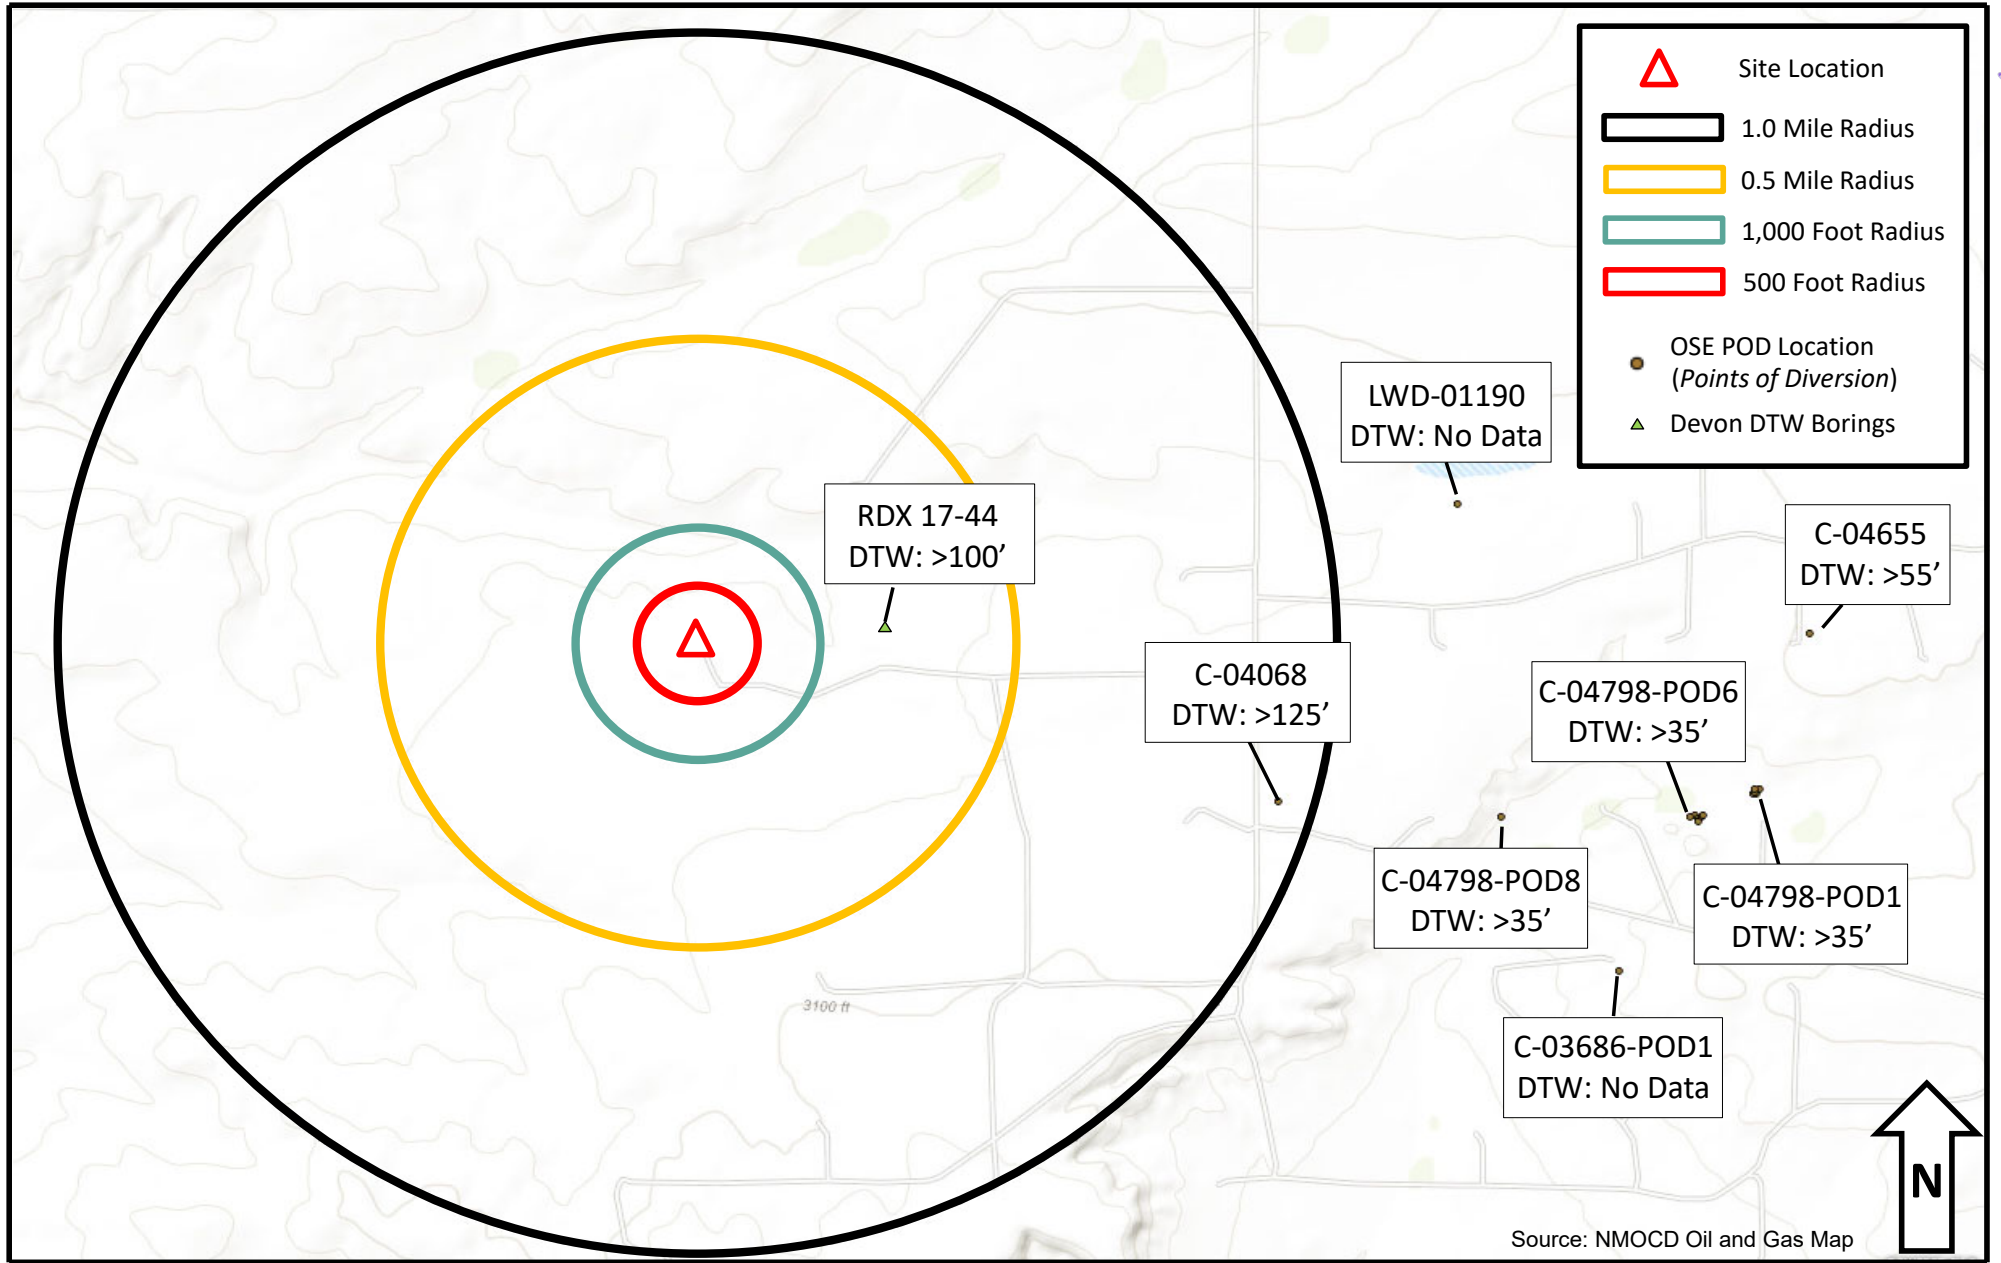 Site Location
1.0 Mile Radius
0.5 Mile Radius
1,000 Foot Radius
500 Foot Radius
OSE POD Location
(Points of Diversion)
Devon DTW Borings
LWD-01190
DTW: No Data
RDX 17-44
DTW: >100’
C-04655
DTW: >55’
C-04068
DTW: >125’
C-04798-POD6
DTW: >35’
C-04798-POD8
DTW: >35’
C-04798-POD1
DTW: >35’
3100 ft
C-03686-POD1
DTW: No Data
N
Source: NMOCD Oil and Gas Map